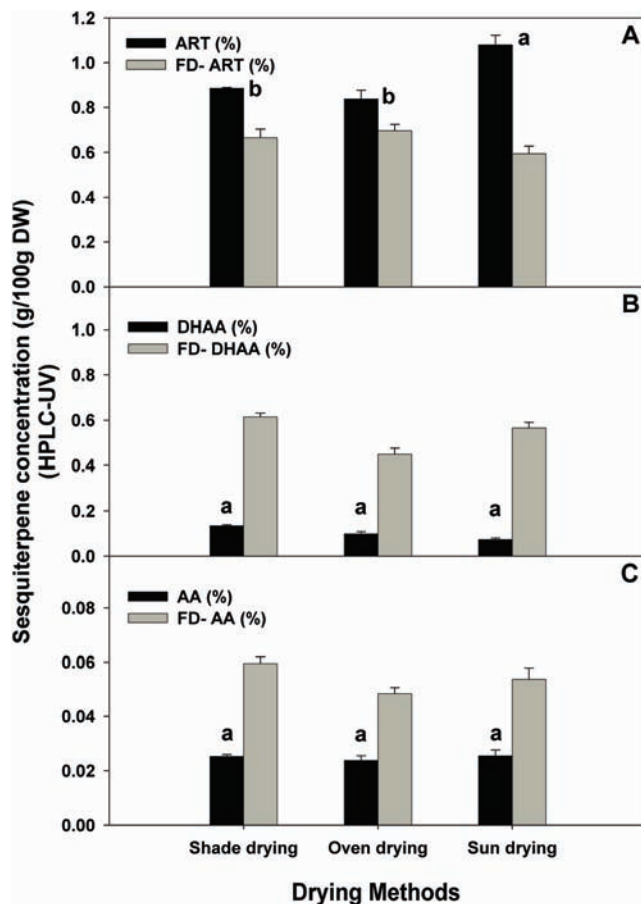 Sesquiterpene concentration (g/100g DW)
(HPLC-UV)
A
ART (%)
FD- ART (%)
1.2
1.0
0.8
0.6
0.4
0.2
0.0
b
b
a
B
DHAA (%)
FD- DHAA (%)
1.0
0.8
0.6
0.4
0.2
0.0
a
a
a
C
AA (%)
FD- AA (%)
0.08
0.06
0.04
0.02
0.00
a
a
a
Shade drying Oven drying Sun drying
Drying Methods